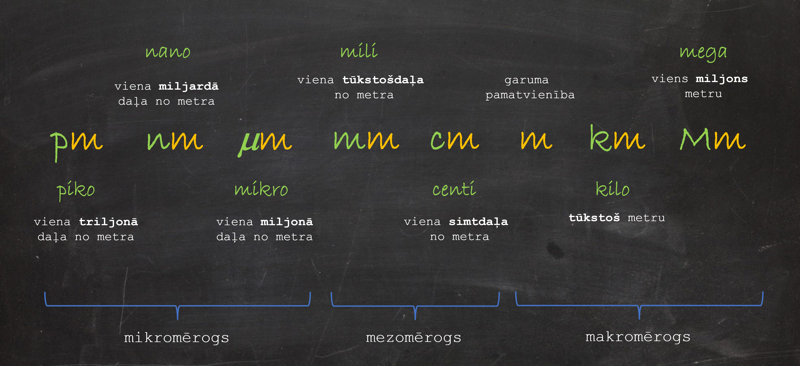 nano
viena miljardā
daļa no metra
mili
viena tūkstošdaļa
no metra
garuma
pamatvienība
mega
viens miljons
metru
pm nm μm mm cm m km Mm
piko
viena triljonā
daļa no metra
mikro
viena miljonā
daļa no metra
centi
viena simtdaļa
no metra
kilo
tūkstoš metru
mikromērogs
mezomērogs
makromērogs